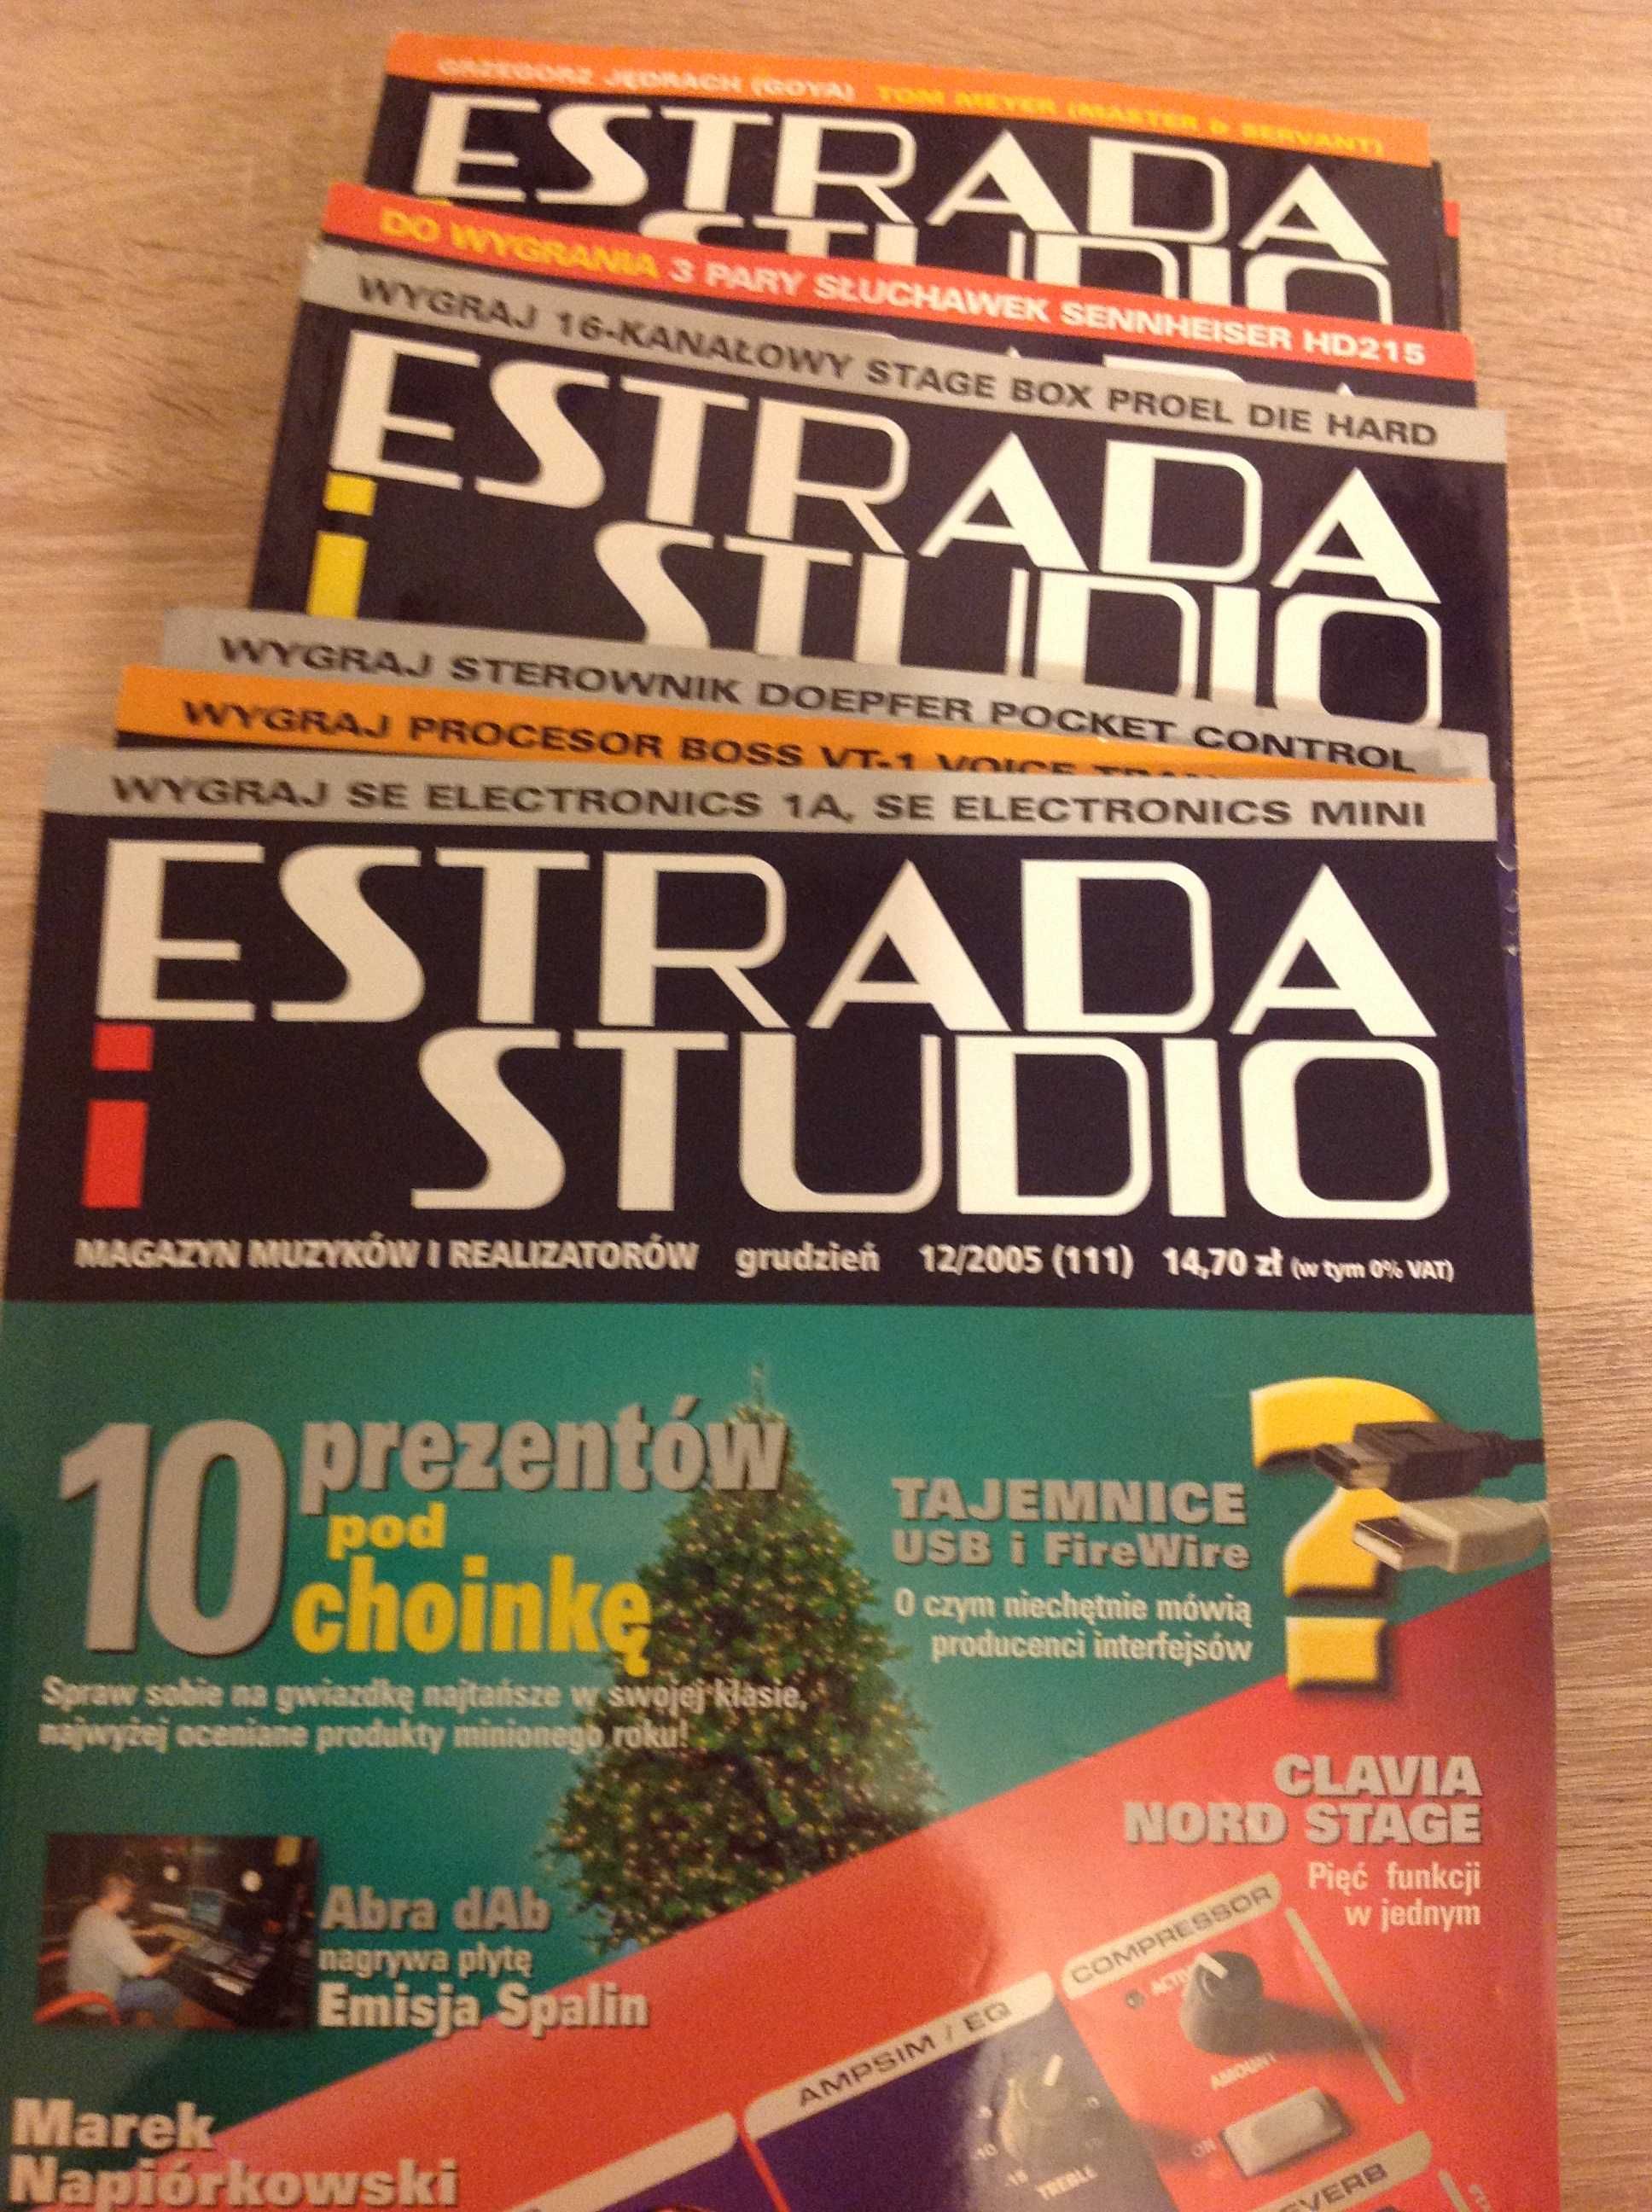 GRZEGORZ JĘDRACH (GOYA) TOM MEYER (MASTER & SERVANT)
ESTRADA
STUDIO
DO WYGRANIA 3 PARY SŁUCHAWEK SENNHEISER HD215
WYGRAJ 16-KANAŁOWY STAGE BOX PROEL DIE HARD
ESTRADA
i STUDIO
WYGRAJ STEROWNIK DOEPFER POCKET CONTROL
WYGRAJ PROCESOR BOSS VT-1 VOICE
WYGRAJ SE ELECTRONICS 1A, SE ELECTRONICS MINI
ESTRADA
i STUDIO
MAGAZYN MUZYKÓW I REALIZATORÓW grudzień 12/2005 (111) 14,70 zł (w tym 0% VAT)
10 prezentów
pod
choinkę
Spraw sobie na gwiazdkę najtańsze w swojej klasie,
najwyżej oceniane produkty minionego roku!
TAJEMNICE
USB i FireWire
O czym niechętnie mówią
producenci interfejsów
?
CLAVIA
NORD STAGE
Pięć funkcji
w jednym
Abra dAb
nagrywa płytę
Emisja Spalin
COMPRESSOR
AMOUNT
ON
AMPSIM / EQ
TREBLE
Marek
Napiórkowski